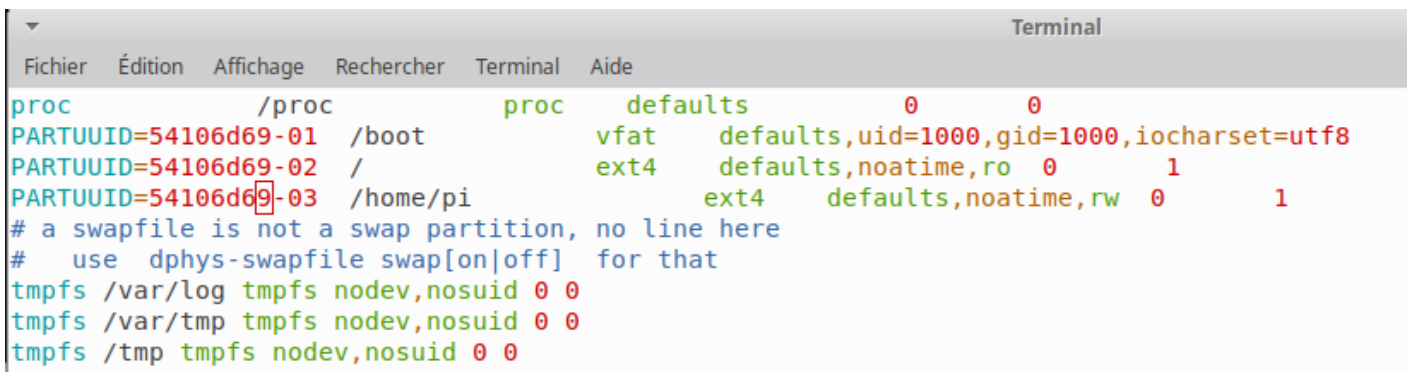 Terminal
Fichier Édition Affichage Rechercher Terminal Aide
proc /proc proc defaults 0 0
PARTUUID=54106d69-01 /boot vfat defaults,uid=1000,gid=1000,iocharset=utf8
PARTUUID=54106d69-02 / ext4 defaults,noatime,ro 0 1
PARTUUID=54106d69-03 /home/pi ext4 defaults,noatime,rw 0 1
# a swapfile is not a swap partition, no line here
# use dphys-swapfile swap[on|off] for that
tmpfs /var/log tmpfs nodev,nosuid 0 0
tmpfs /var/tmp tmpfs nodev,nosuid 0 0
tmpfs /tmp tmpfs nodev,nosuid 0 0